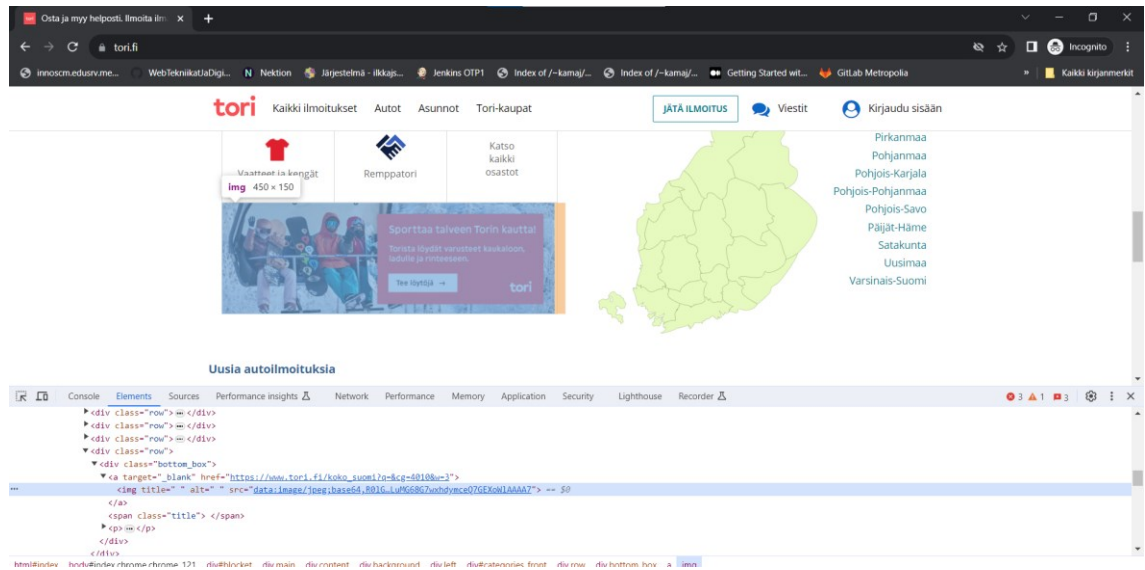 Osta ja myy helposti. Ilmoita ilm
tori.fi
Incognito
innoscm.edusrv.me... WebTekniikatJaDigi... Nektion Järjestelmä - ilkkajs... Jenkins OTP1 Index of /~kamaj/... Index of /~kamaj/... Getting Started wit... GitLab Metropolia » Kaikki kirjanmerkit
tori Kaikki ilmoitukset Autot Asunnot Tori-kaupat JÄTÄ ILMOITUS Viestit Kirjaudu sisään
Vaatteet ja kengät
Remppatori
Katso
kaikki
osastot
img 450 × 150
Sporttaa talveen Torin kautta!
Torista löydät varusteet kaukaloon,
ladulle ja rinteeseen.
Tee löytöjä →
tori
Pirkanmaa
Pohjanmaa
Pohjois-Karjala
Pohjois-Pohjanmaa
Pohjois-Savo
Päijät-Häme
Satakunta
Uusimaa
Varsinais-Suomi
Uusia autoilmoituksia
Console Elements Sources Performance insights Network Performance Memory Application Security Lighthouse Recorder 3 1 3
<div class="row">…</div>
<div class="row">…</div>
<div class="row">…</div>
<div class="row">
<div class="bottom_box">
<a target="_blank" href="https://www.tori.fi/koko_suomi?q=&cg=4010&w=3">
<img title=" " alt=" " src="data:image/jpeg;base64,R0lG…LuMG68G7wxhdymceQ7GEXoWlAAAA7"> == $0
</a>
<span class="title"> </span>
<p>…</p>
</div>
</div>
html#index body#index.chrome.chrome_121 div#blocket div.main div.content div.background div.left div#categories_front div.row div.bottom_box a img